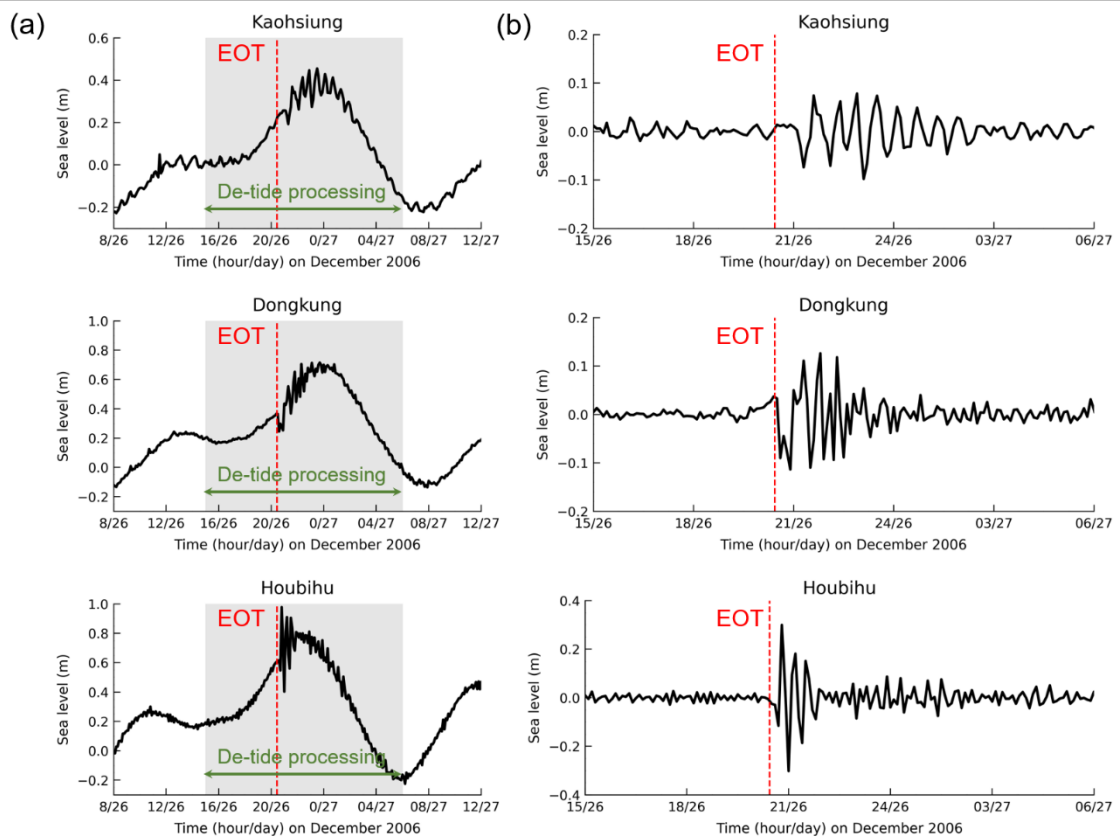 (a)
Kaohsiung
0.6
0.4
0.2
0.0
−0.2
Sea level (m)
EOT
De-tide processing
8/26 12/26 16/26 20/26 0/27 04/27 08/27 12/27
Time (hour/day) on December 2006
Dongkung
1.0
0.8
0.6
0.4
0.2
0.0
−0.2
Sea level (m)
EOT
De-tide processing
8/26 12/26 16/26 20/26 0/27 04/27 08/27 12/27
Time (hour/day) on December 2006
Houbihu
1.0
0.8
0.6
0.4
0.2
0.0
−0.2
Sea level (m)
EOT
De-tide processing
8/26 12/26 16/26 20/26 0/27 04/27 08/27 12/27
Time (hour/day) on December 2006
(b)
Kaohsiung
0.2
0.1
0.0
−0.1
−0.2
Sea level (m)
EOT
15/26 18/26 21/26 24/26 03/27 06/27
Time (hour/day) on December 2006
Dongkung
0.2
0.1
0.0
−0.1
−0.2
Sea level (m)
EOT
15/26 18/26 21/26 24/26 03/27 06/27
Time (hour/day) on December 2006
Houbihu
0.4
0.2
0.0
−0.2
−0.4
Sea level (m)
EOT
15/26 18/26 21/26 24/26 03/27 06/27
Time (hour/day) on December 2006